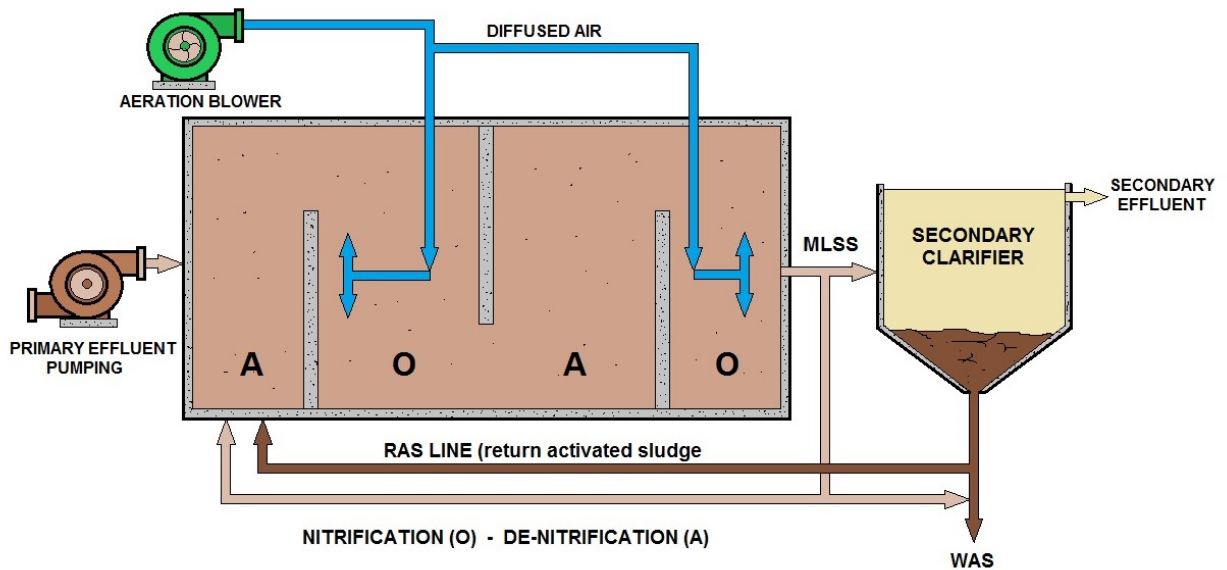 DIFFUSED AIR
AERATION BLOWER
SECONDARY
EFFLUENT
MLSS
SECONDARY
CLARIFIER
PRIMARY EFFLUENT
PUMPING
A
O
A
O
RAS LINE (return activated sludge
NITRIFICATION (O) - DE-NITRIFICATION (A)
WAS